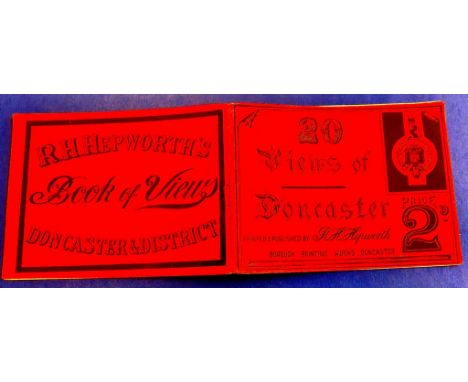 R.H. HEPWORTH'S
Book of Views
DONCASTER & DISTRICT
20
Views of
Doncaster
PRINTED & PUBLISHED BY R.H. Hepworth
BOROUGH PRINTING WORKS DONCASTER
PRICE
2D